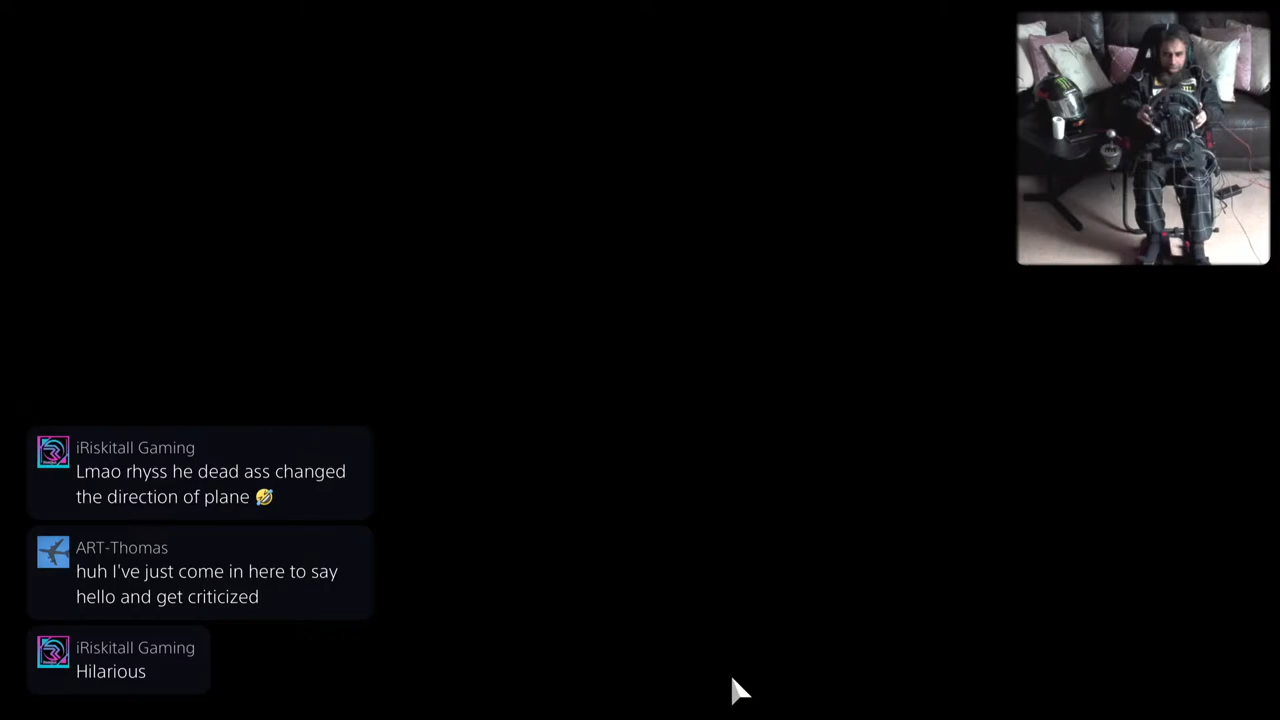 iRiskitall Gaming
Lmao rhyss he dead ass changed
the direction of plane 🤣
ART-Thomas
huh I've just come in here to say
hello and get criticized
iRiskitall Gaming
Hilarious